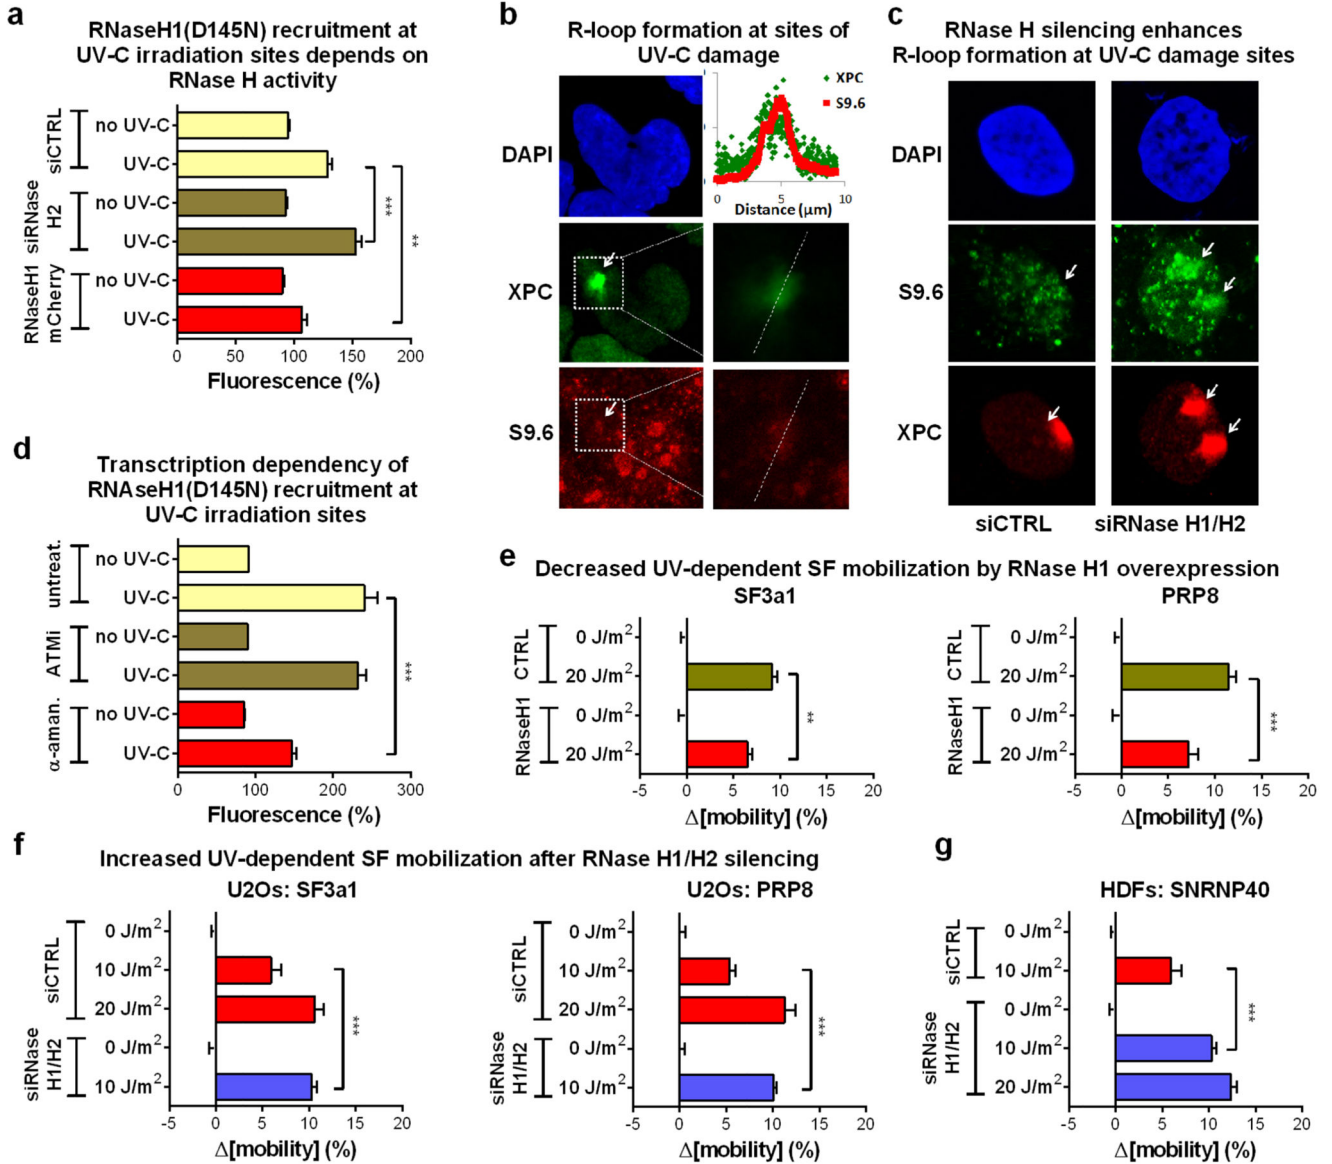 a
RNaseH1(D145N) recruitment at
UV-C irradiation sites depends on
RNase H activity
siCTRL
no UV-C
UV-C
siRNase
H2
no UV-C
UV-C
***
**
RNaseH1
mCherry
no UV-C
UV-C
0 50 100 150 200
Fluorescence (%)
b
R-loop formation at sites of
UV-C damage
DAPI
XPC
S9.6
0 5 10
Distance (µm)
XPC
S9.6
c
RNase H silencing enhances
R-loop formation at UV-C damage sites
DAPI
S9.6
XPC
siCTRL siRNase H1/H2
d
Transctription dependency of
RNAseH1(D145N) recruitment at
UV-C irradiation sites
untreat.
no UV-C
UV-C
ATMi
no UV-C
UV-C
***
α-aman.
no UV-C
UV-C
0 100 200 300
Fluorescence (%)
e
Decreased UV-dependent SF mobilization by RNase H1 overexpression
SF3a1
CTRL
0 J/m2
20 J/m2
RNaseH1
0 J/m2
20 J/m2
**
-5 0 5 10 15 20
Δ[mobility] (%)
PRP8
CTRL
0 J/m2
20 J/m2
RNaseH1
0 J/m2
20 J/m2
***
-5 0 5 10 15 20
Δ[mobility] (%)
f
Increased UV-dependent SF mobilization after RNase H1/H2 silencing
U2Os: SF3a1
siCTRL
0 J/m2
10 J/m2
20 J/m2
siRNase
H1/H2
0 J/m2
10 J/m2
***
-5 0 5 10 15 20
Δ[mobility] (%)
U2Os: PRP8
siCTRL
0 J/m2
10 J/m2
20 J/m2
siRNase
H1/H2
0 J/m2
10 J/m2
***
-5 0 5 10 15 20
Δ[mobility] (%)
g
HDFs: SNRNP40
siCTRL
0 J/m2
10 J/m2
siRNase
H1/H2
0 J/m2
10 J/m2
20 J/m2
***
-5 0 5 10 15 20
Δ[mobility] (%)